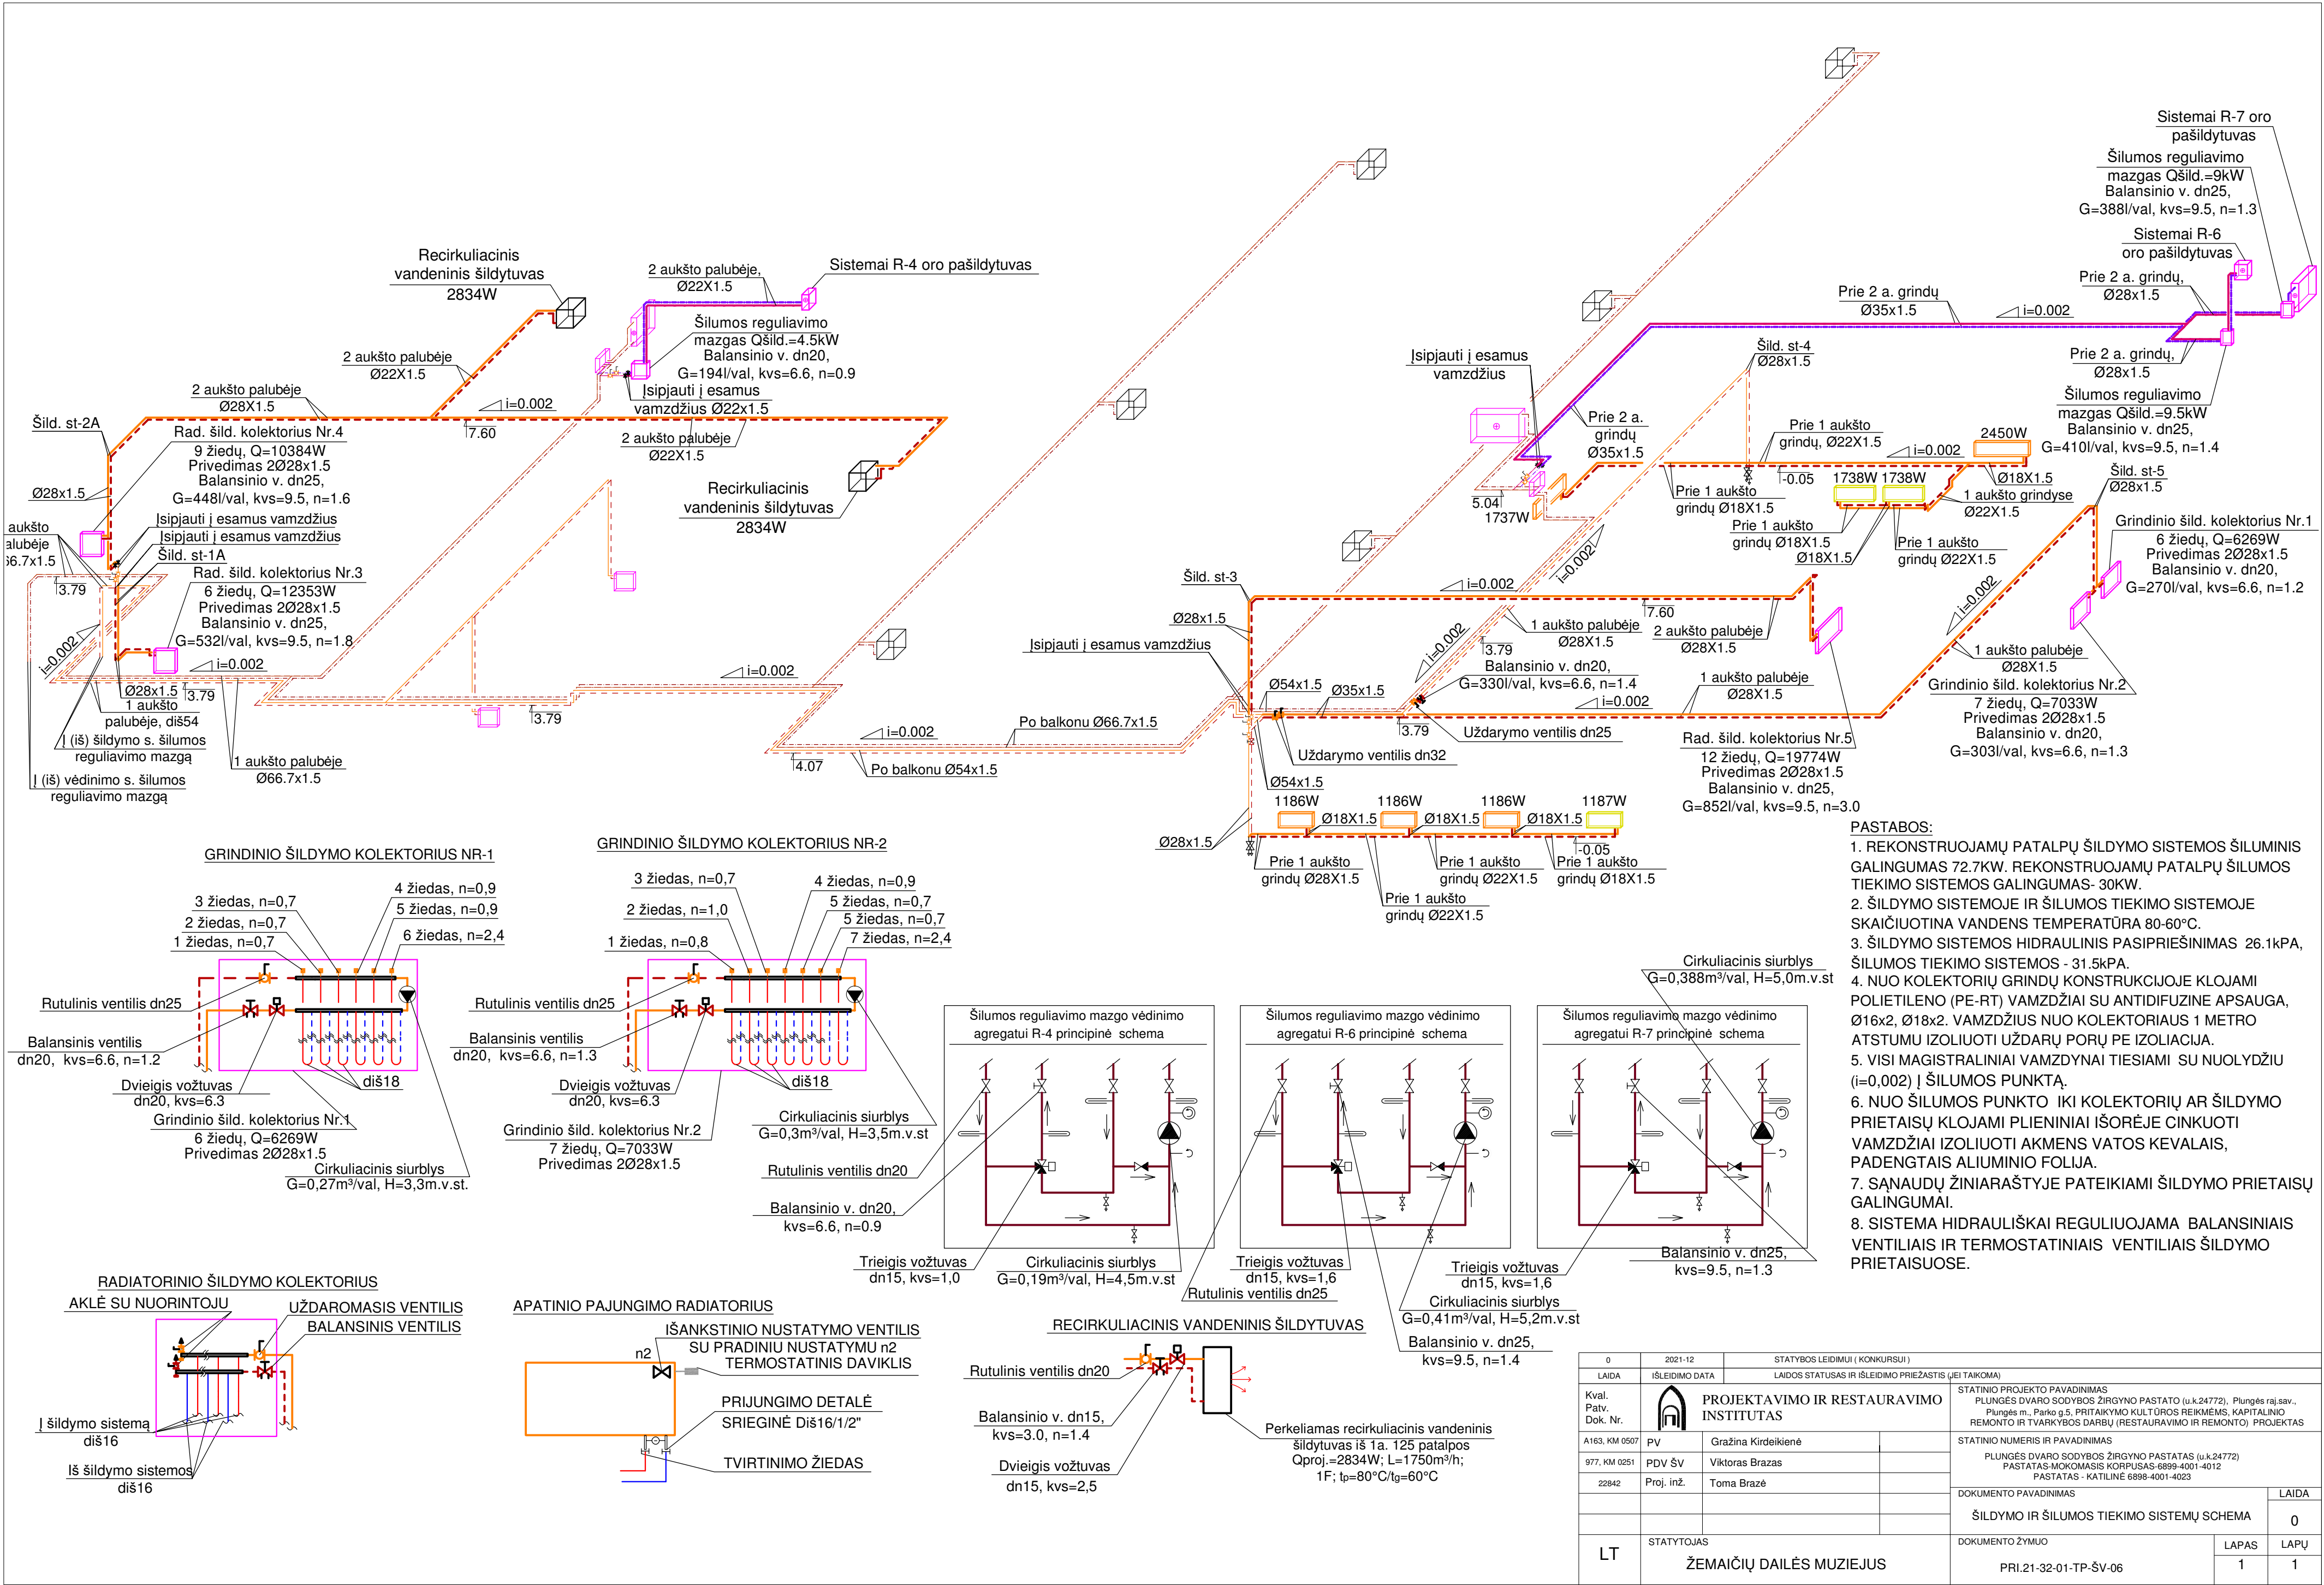 Recirkuliacinis
vandeninis šildytuvas
2834W
2 aukšto palubėje,
Ø22X1.5
Sistemai R-4 oro pašildytuvas
Šilumos reguliavimo
mazgas Qšild.=4.5kW
Balansinio v. dn20,
G=194l/val, kvs=6.6, n=0.9
Įsipjauti į esamus
vamzdžius Ø22x1.5
2 aukšto palubėje
Ø22X1.5
2 aukšto palubėje
Ø28X1.5
i=0.002
7.60
2 aukšto palubėje
Ø22X1.5
Šild. st-2A
Rad. šild. kolektorius Nr.4
9 žiedų, Q=10384W
Privedimas 2Ø28x1.5
Balansinio v. dn25,
G=448l/val, kvs=9.5, n=1.6
Ø28x1.5
Įsipjauti į esamus vamzdžius
Įsipjauti į esamus vamzdžius
Šild. st-1A
aukšto
alubėje
66.7x1.5
3.79
Rad. šild. kolektorius Nr.3
6 žiedų, Q=12353W
Privedimas 2Ø28x1.5
Balansinio v. dn25,
G=532l/val, kvs=9.5, n=1.8
i=0.002
i=0.002
Ø28x1.5
3.79
1 aukšto
palubėje, diš54
Į (iš) šildymo s. šilumos
reguliavimo mazgą
Į (iš) vėdinimo s. šilumos
reguliavimo mazgą
1 aukšto palubėje
Ø66.7x1.5
Recirkuliacinis
vandeninis šildytuvas
2834W
3.79
i=0.002
4.07
i=0.002
Po balkonu Ø66.7x1.5
Po balkonu Ø54x1.5
Sistemai R-7 oro
pašildytuvas
Šilumos reguliavimo
mazgas Qšild.=9kW
Balansinio v. dn25,
G=388l/val, kvs=9.5, n=1.3
Sistemai R-6
oro pašildytuvas
Prie 2 a. grindų,
Ø28x1.5
Prie 2 a. grindų
Ø35x1.5
i=0.002
Prie 2 a. grindų,
Ø28x1.5
Šilumos reguliavimo
mazgas Qšild.=9.5kW
Balansinio v. dn25,
G=410l/val, kvs=9.5, n=1.4
Įsipjauti į esamus
vamzdžius
Šild. st-4
Ø28x1.5
Prie 2 a.
grindų
Ø35x1.5
Prie 1 aukšto
grindų, Ø22X1.5
i=0.002
2450W
5.04
1737W
Prie 1 aukšto
grindų Ø18X1.5
-0.05
1738W 1738W
Ø18X1.5
1 aukšto grindyse
Ø22X1.5
Prie 1 aukšto
grindų Ø18X1.5
Ø18X1.5
Prie 1 aukšto
grindų Ø22X1.5
Šild. st-5
Ø28x1.5
Grindinio šild. kolektorius Nr.1
6 žiedų, Q=6269W
Privedimas 2Ø28x1.5
Balansinio v. dn20,
G=270l/val, kvs=6.6, n=1.2
i=0.002
Šild. st-3
i=0.002
i=0.002
7.60
Ø28x1.5
1 aukšto palubėje
Ø28X1.5
2 aukšto palubėje
Ø28X1.5
Įsipjauti į esamus vamzdžius
i=0.002
3.79
Balansinio v. dn20,
G=330l/val, kvs=6.6, n=1.4
Ø54x1.5
Ø35x1.5
1 aukšto palubėje
Ø28X1.5
i=0.002
1 aukšto palubėje
Ø28X1.5
Grindinio šild. kolektorius Nr.2
7 žiedų, Q=7033W
Privedimas 2Ø28x1.5
Balansinio v. dn20,
G=303l/val, kvs=6.6, n=1.3
3.79
Uždarymo ventilis dn25
Uždarymo ventilis dn32
Rad. šild. kolektorius Nr.5
12 žiedų, Q=19774W
Privedimas 2Ø28x1.5
Balansinio v. dn25,
G=852l/val, kvs=9.5, n=3.0
Ø54x1.5
1186W
1186W
1186W
1187W
Ø18X1.5
Ø18X1.5
Ø18X1.5
Ø28x1.5
-0.05
Prie 1 aukšto
grindų Ø28X1.5
Prie 1 aukšto
grindų Ø22X1.5
Prie 1 aukšto
grindų Ø18X1.5
Prie 1 aukšto
grindų Ø22X1.5
GRINDINIO ŠILDYMO KOLEKTORIUS NR-1
4 žiedas, n=0,9
3 žiedas, n=0,7
5 žiedas, n=0,9
2 žiedas, n=0,7
6 žiedas, n=2,4
1 žiedas, n=0,7
Rutulinis ventilis dn25
Balansinis ventilis
dn20, kvs=6.6, n=1.2
Dvieigis vožtuvas
dn20, kvs=6.3
diš18
Grindinio šild. kolektorius Nr.1
6 žiedų, Q=6269W
Privedimas 2Ø28x1.5
Cirkuliacinis siurblys
G=0,27m³/val, H=3,3m.v.st.
GRINDINIO ŠILDYMO KOLEKTORIUS NR-2
3 žiedas, n=0,7
4 žiedas, n=0,9
5 žiedas, n=0,7
2 žiedas, n=1,0
5 žiedas, n=0,7
1 žiedas, n=0,8
7 žiedas, n=2,4
Rutulinis ventilis dn25
Balansinis ventilis
dn20, kvs=6.6, n=1.3
Dvieigis vožtuvas
dn20, kvs=6.3
diš18
Cirkuliacinis siurblys
G=0,3m³/val, H=3,5m.v.st
Grindinio šild. kolektorius Nr.2
7 žiedų, Q=7033W
Privedimas 2Ø28x1.5
Rutulinis ventilis dn20
Balansinio v. dn20,
kvs=6.6, n=0.9
Šilumos reguliavimo mazgo vėdinimo
agregatui R-4 principinė schema
Trieigis vožtuvas
dn15, kvs=1,0
Cirkuliacinis siurblys
G=0,19m³/val, H=4,5m.v.st
Šilumos reguliavimo mazgo vėdinimo
agregatui R-6 principinė schema
Trieigis vožtuvas
dn15, kvs=1,6
Rutulinis ventilis dn25
Cirkuliacinis siurblys
G=0,41m³/val, H=5,2m.v.st
Balansinio v. dn25,
kvs=9.5, n=1.4
Cirkuliacinis siurblys
G=0,388m³/val, H=5,0m.v.st
Šilumos reguliavimo mazgo vėdinimo
agregatui R-7 principinė schema
Trieigis vožtuvas
dn15, kvs=1,6
Balansinio v. dn25,
kvs=9.5, n=1.3
PASTABOS:
1. REKONSTRUOJAMŲ PATALPŲ ŠILDYMO SISTEMOS ŠILUMINIS
GALINGUMAS 72.7KW. REKONSTRUOJAMŲ PATALPŲ ŠILUMOS
TIEKIMO SISTEMOS GALINGUMAS- 30KW.
2. ŠILDYMO SISTEMOJE IR ŠILUMOS TIEKIMO SISTEMOJE
SKAIČIUOTINA VANDENS TEMPERATŪRA 80-60°C.
3. ŠILDYMO SISTEMOS HIDRAULINIS PASIPRIEŠINIMAS 26.1kPA,
ŠILUMOS TIEKIMO SISTEMOS - 31.5kPA.
4. NUO KOLEKTORIŲ GRINDŲ KONSTRUKCIJOJE KLOJAMI
POLIETILENO (PE-RT) VAMZDŽIAI SU ANTIDIFUZINE APSAUGA,
Ø16x2, Ø18x2. VAMZDŽIUS NUO KOLEKTORIAUS 1 METRO
ATSTUMU IZOLIUOTI UŽDARŲ PORŲ PE IZOLIACIJA.
5. VISI MAGISTRALINIAI VAMZDYNAI TIESIAMI SU NUOLYDŽIU
(i=0,002) Į ŠILUMOS PUNKTĄ.
6. NUO ŠILUMOS PUNKTO IKI KOLEKTORIŲ AR ŠILDYMO
PRIETAISŲ KLOJAMI PLIENINIAI IŠORĖJE CINKUOTI
VAMZDŽIAI IZOLIUOTI AKMENS VATOS KEVALAIS,
PADENGTAIS ALIUMINIO FOLIJA.
7. SĄNAUDŲ ŽINIARAŠTYJE PATEIKIAMI ŠILDYMO PRIETAISŲ
GALINGUMAI.
8. SISTEMA HIDRAULIŠKAI REGULIUOJAMA BALANSINIAIS
VENTILIAIS IR TERMOSTATINIAIS VENTILIAIS ŠILDYMO
PRIETAISUOSE.
RADIATORINIO ŠILDYMO KOLEKTORIUS
AKLĖ SU NUORINTOJU
UŽDAROMASIS VENTILIS
BALANSINIS VENTILIS
Į šildymo sistemą
diš16
Iš šildymo sistemos
diš16
APATINIO PAJUNGIMO RADIATORIUS
IŠANKSTINIO NUSTATYMO VENTILIS
SU PRADINIU NUSTATYMU n2
n2
TERMOSTATINIS DAVIKLIS
PRIJUNGIMO DETALĖ
SRIEGINĖ Diš16/1/2"
TVIRTINIMO ŽIEDAS
RECIRKULIACINIS VANDENINIS ŠILDYTUVAS
Rutulinis ventilis dn20
Balansinio v. dn15,
kvs=3.0, n=1.4
Dvieigis vožtuvas
dn15, kvs=2,5
Perkeliamas recirkuliacinis vandeninis
šildytuvas iš 1a. 125 patalpos
Qproj.=2834W; L=1750m³/h;
1F; tp=80°C/tg=60°C
0 2021-12 STATYBOS LEIDIMUI ( KONKURSUI )
LAIDA IŠLEIDIMO DATA LAIDOS STATUSAS IR IŠLEIDIMO PRIEŽASTIS (JEI TAIKOMA)
Kval.
Patv.
Dok. Nr.
PROJEKTAVIMO IR RESTAURAVIMO
INSTITUTAS
STATINIO PROJEKTO PAVADINIMAS
PLUNGĖS DVARO SODYBOS ŽIRGYNO PASTATO (u.k.24772), Plungės raj.sav.,
Plungės m., Parko g.5, PRITAIKYMO KULTŪROS REIKMĖMS, KAPITALINIO
REMONTO IR TVARKYBOS DARBŲ (RESTAURAVIMO IR REMONTO) PROJEKTAS
A163, KM 0507 PV Gražina Kirdeikienė
977, KM 0251 PDV ŠV Viktoras Brazas
22842 Proj. inž. Toma Brazė
STATINIO NUMERIS IR PAVADINIMAS
PLUNGĖS DVARO SODYBOS ŽIRGYNO PASTATAS (u.k.24772)
PASTATAS-MOKOMASIS KORPUSAS-6899-4001-4012
PASTATAS - KATILINĖ 6898-4001-4023
DOKUMENTO PAVADINIMAS
LAIDA
ŠILDYMO IR ŠILUMOS TIEKIMO SISTEMŲ SCHEMA
0
LT
STATYTOJAS
ŽEMAIČIŲ DAILĖS MUZIEJUS
DOKUMENTO ŽYMUO
PRI.21-32-01-TP-ŠV-06
LAPAS LAPŲ
1 1